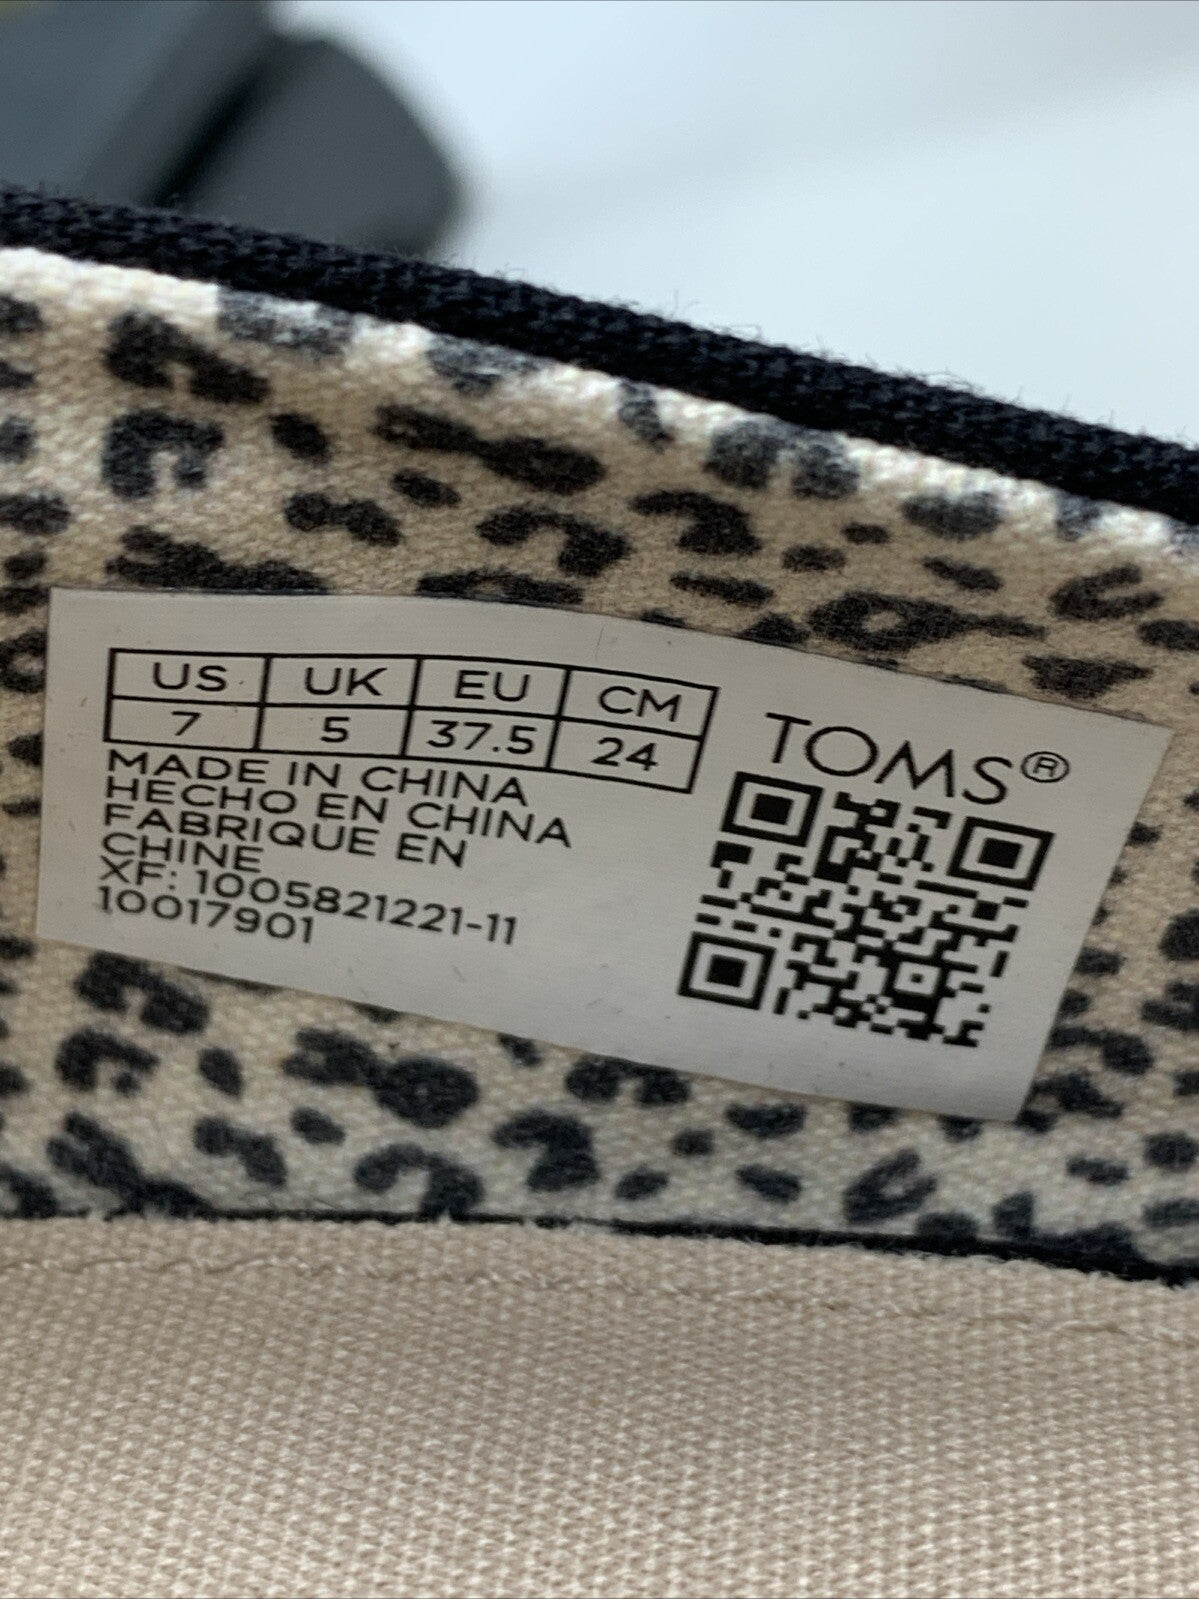 US UK EU CM
7 5 37.5 24
TOMS®
MADE IN CHINA
HECHO EN CHINA
FABRIQUE EN
CHINE
XF: 1005821221-11
10017901